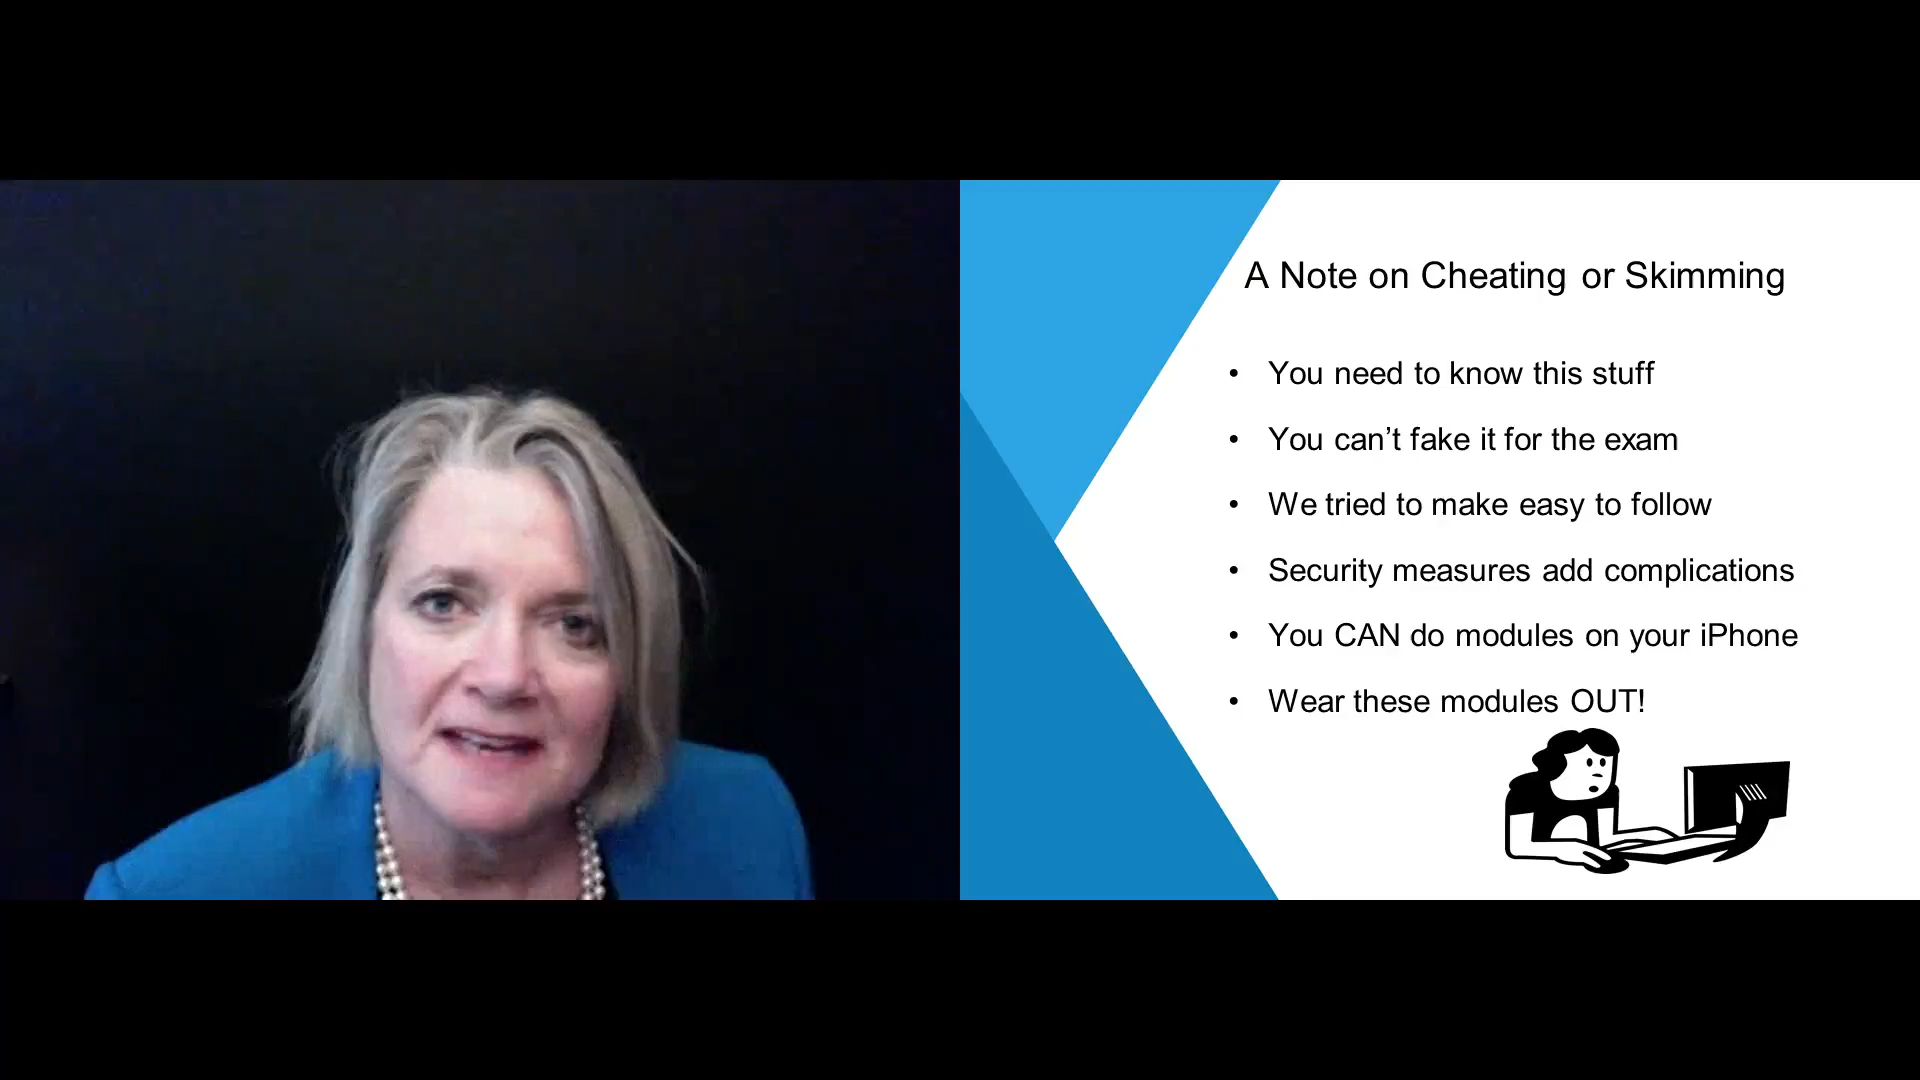 A Note on Cheating or Skimming
• You need to know this stuff
• You can’t fake it for the exam
• We tried to make easy to follow
• Security measures add complications
• You CAN do modules on your iPhone
• Wear these modules OUT!